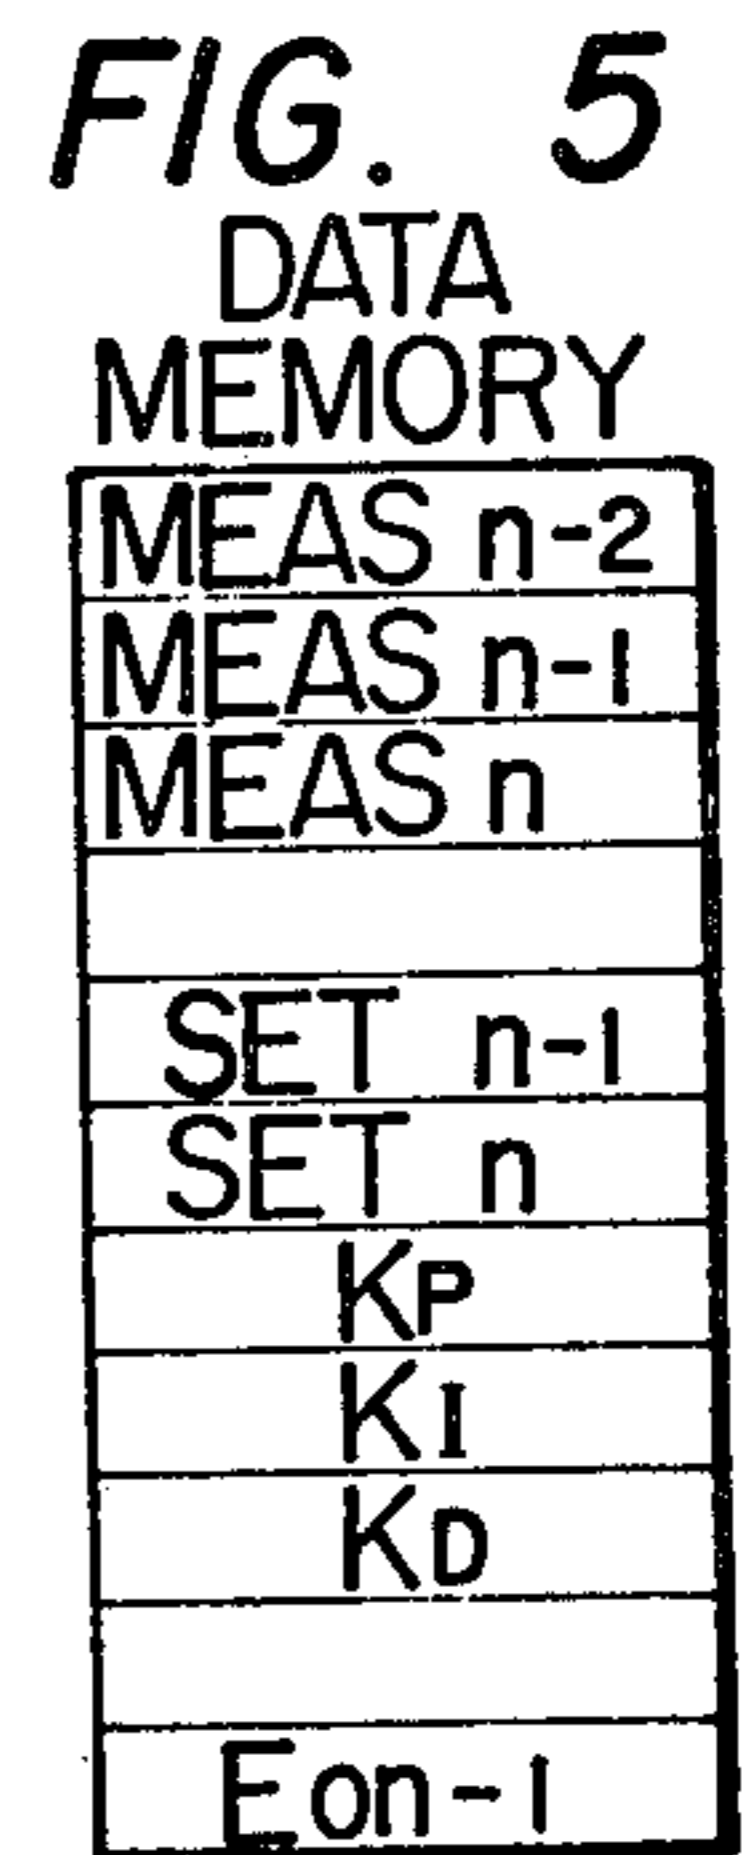 FIG. 5
DATA
MEMORY
MEAS n-2
MEAS n-1
MEAS n
SET n-1
SET n
KP
KI
KD
Eon-1